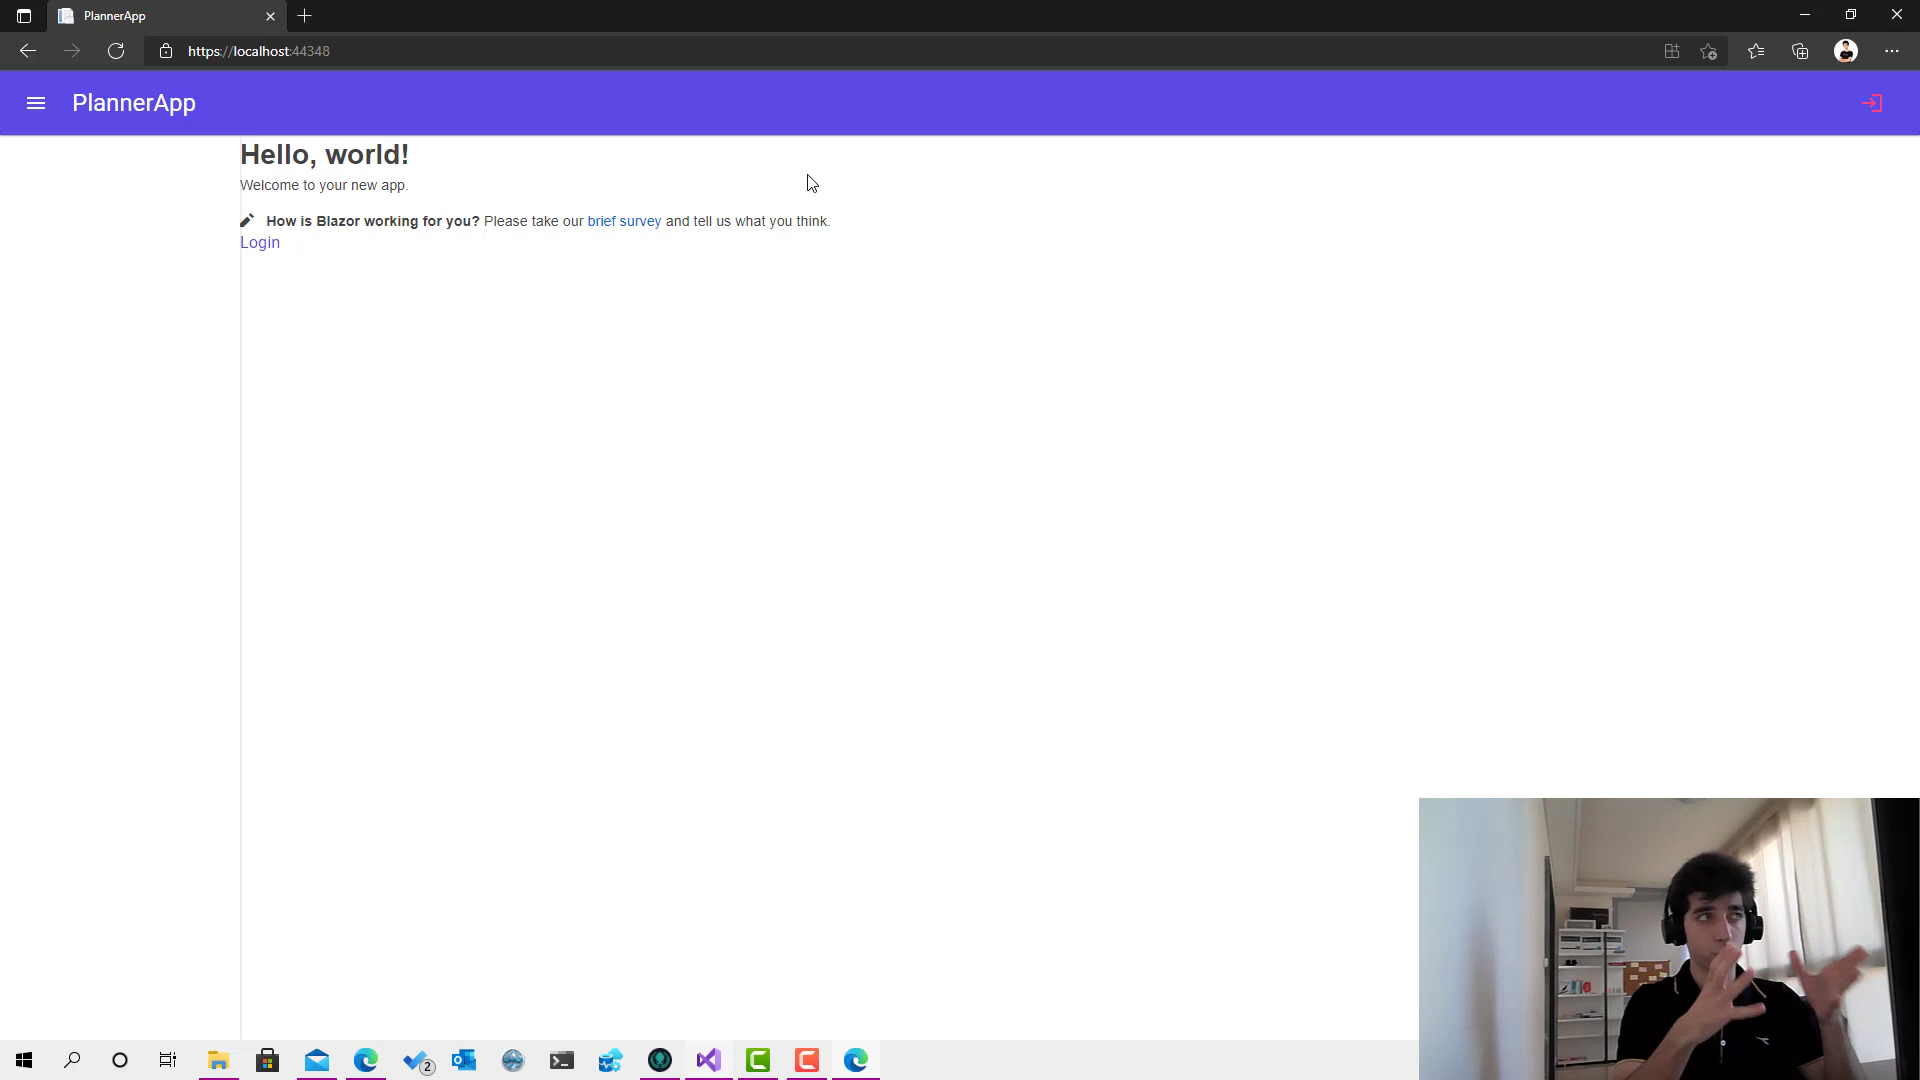 PlannerApp
https://localhost:44348
PlannerApp
Hello, world!
Welcome to your new app.
How is Blazor working for you? Please take our brief survey and tell us what you think.
Login
2